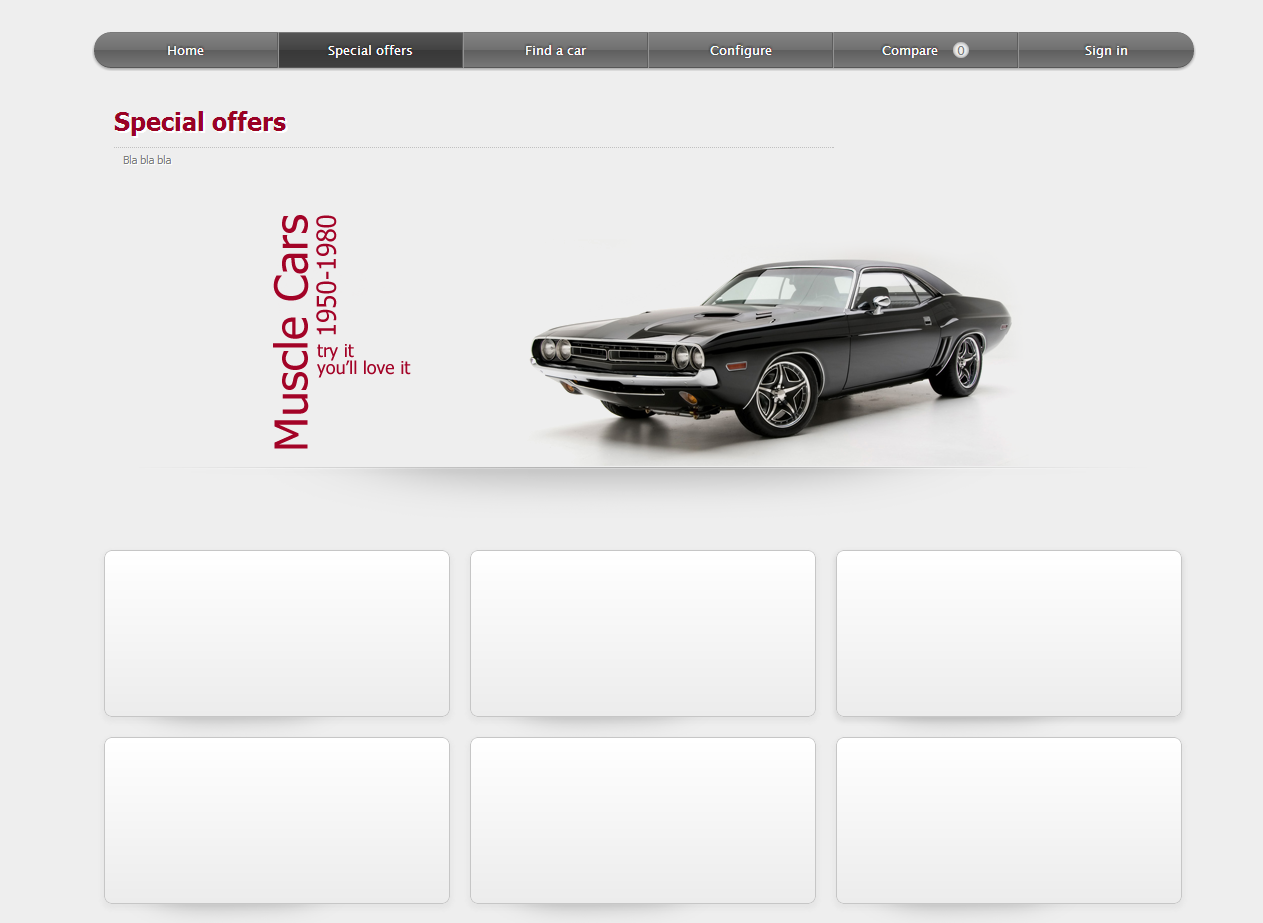 Home
Special offers
Find a car
Configure
Compare 0
Sign in
Special offers
Bla bla bla
Muscle Cars
1950-1980
try it
you'll love it